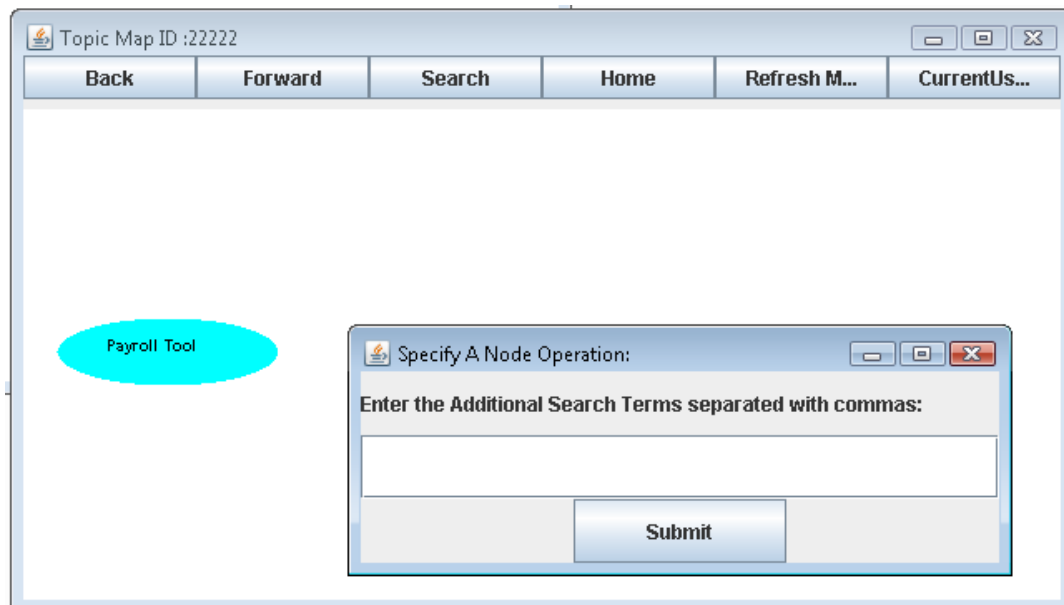 Topic Map ID :22222
Back Forward Search Home Refresh M... CurrentUs...
Payroll Tool
Specify A Node Operation:
Enter the Additional Search Terms separated with commas:
Submit